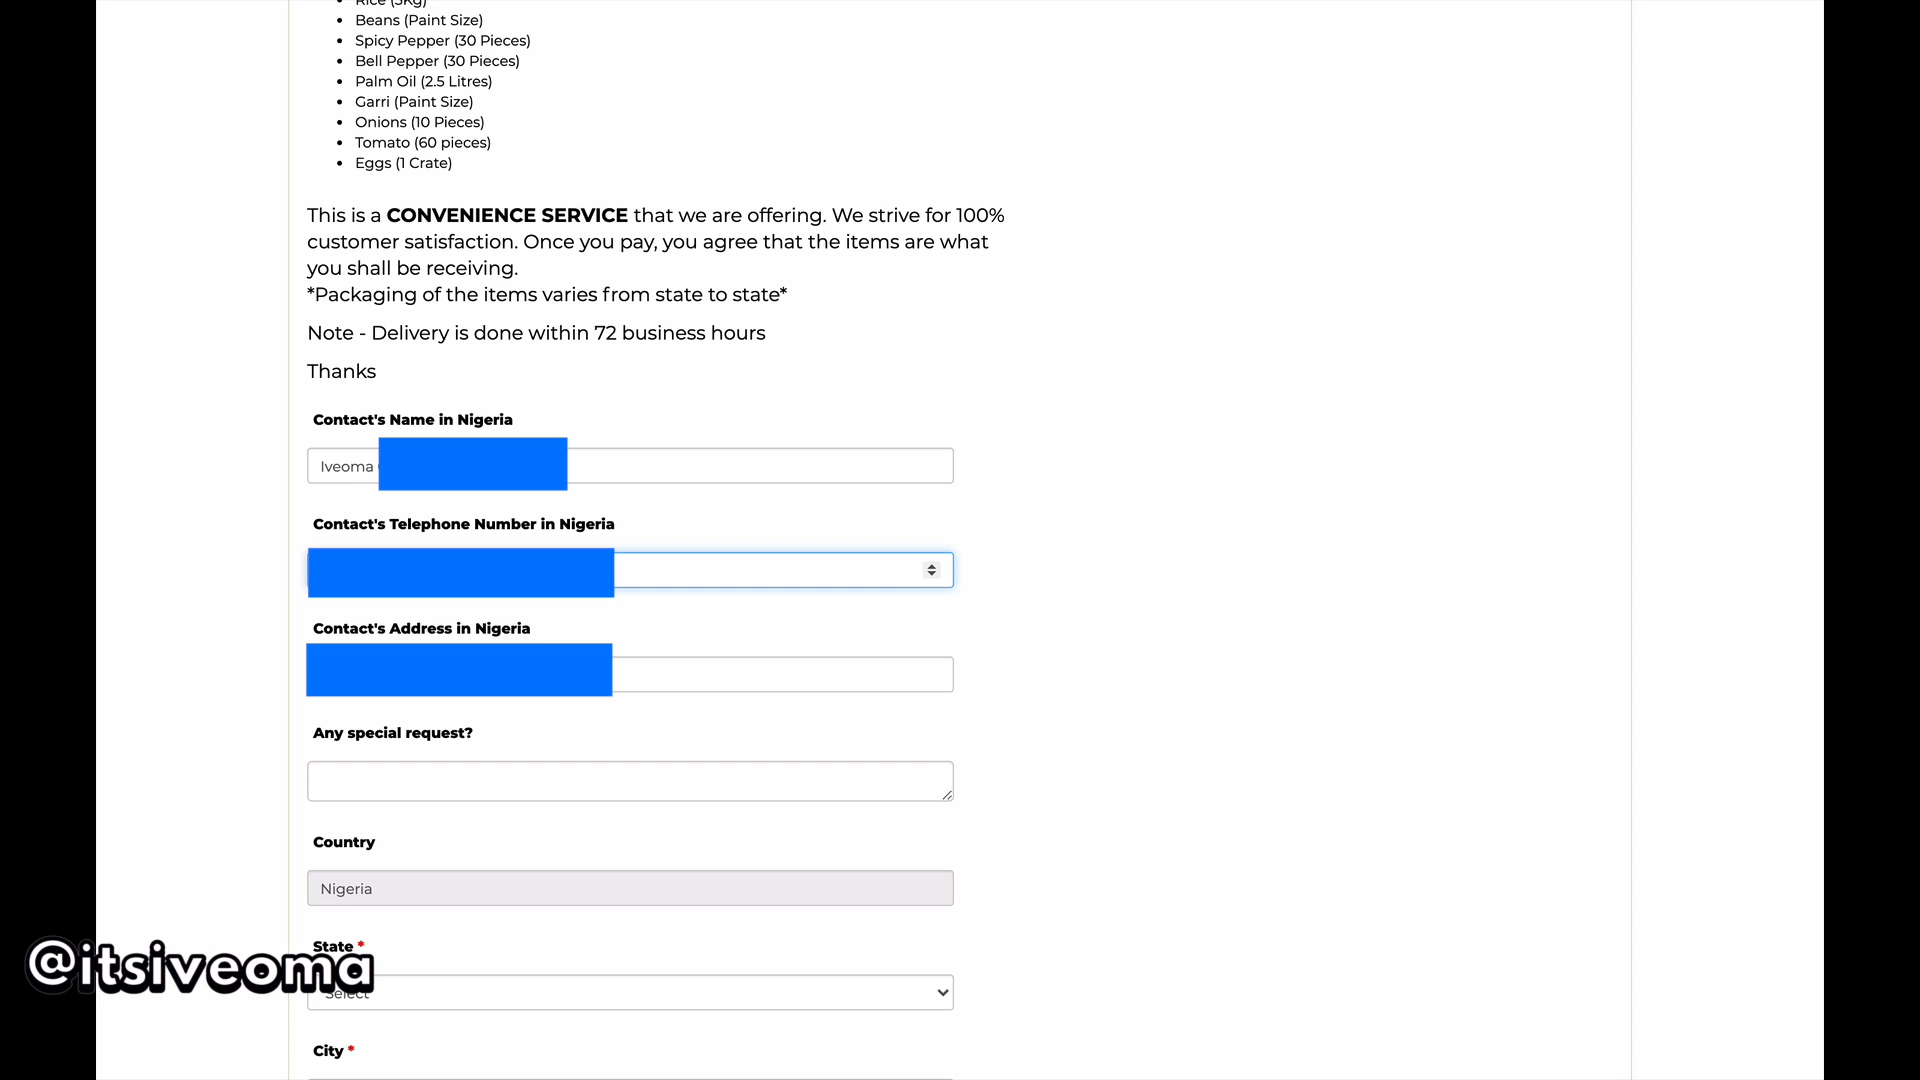 Rice (5Kg)
Beans (Paint Size)
Spicy Pepper (30 Pieces)
Bell Pepper (30 Pieces)
Palm Oil (2.5 Litres)
Garri (Paint Size)
Onions (10 Pieces)
Tomato (60 pieces)
Eggs (1 Crate)
This is a CONVENIENCE SERVICE that we are offering. We strive for 100%
customer satisfaction. Once you pay, you agree that the items are what
you shall be receiving.
*Packaging of the items varies from state to state*
Note - Delivery is done within 72 business hours
Thanks
Contact's Name in Nigeria
Iveoma
Contact's Telephone Number in Nigeria
Contact's Address in Nigeria
Any special request?
Country
Nigeria
State *
@itsiveoma
Select
City *